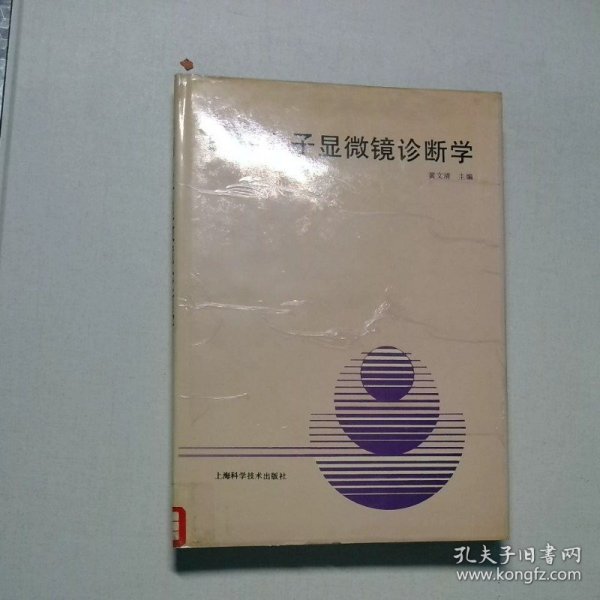 子显微镜诊断学
黄文清 主编
上海科学技术出版社
孔夫子旧书网
www.kongfz.com